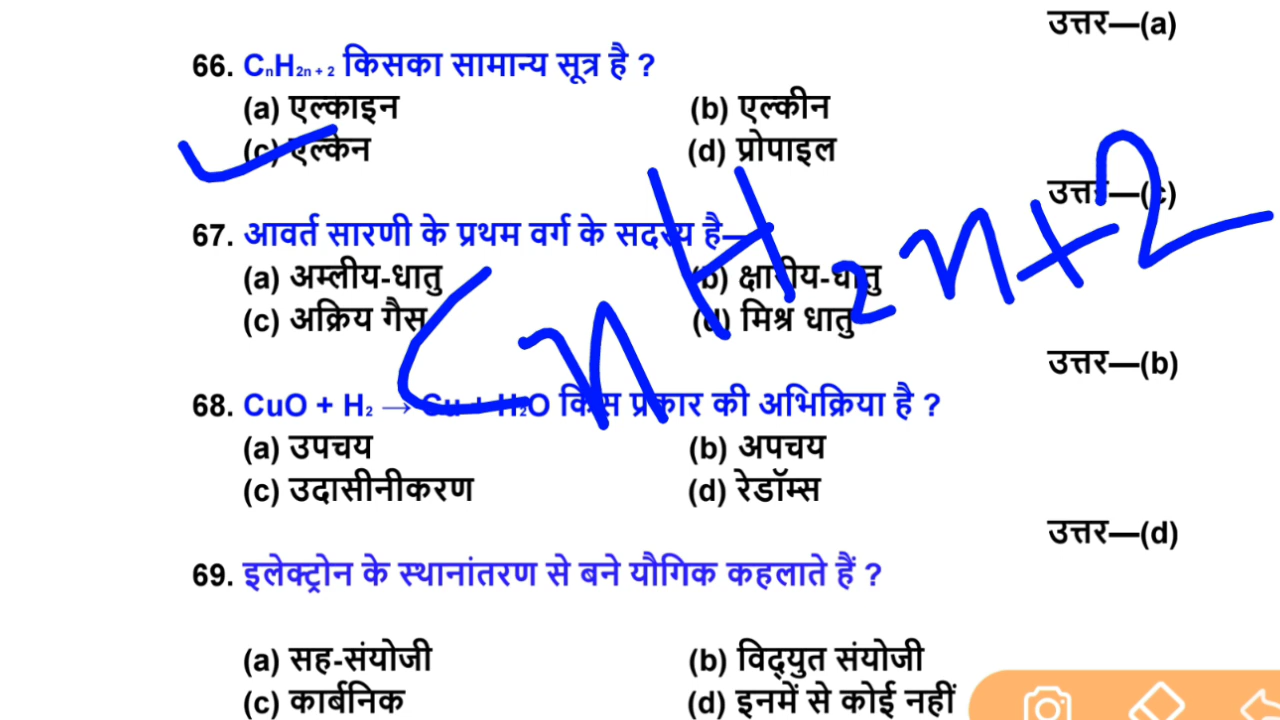 उत्तर—(a)
66. CnH2n + 2 किसका सामान्य सूत्र है ?
(a) एल्काइन (b) एल्कीन
(c) एल्केन (d) प्रोपाइल
उत्तर—(c)
67. आवर्त सारणी के प्रथम वर्ग के सदस्य है—
(a) अम्लीय-धातु (b) क्षारीय-धातु
(c) अक्रिय गैस (d) मिश्र धातु
CnH2n+2
उत्तर—(b)
68. CuO + H2 → Cu + H2O किस प्रकार की अभिक्रिया है ?
(a) उपचय (b) अपचय
(c) उदासीनीकरण (d) रेडॉम्स
उत्तर—(d)
69. इलेक्ट्रोन के स्थानांतरण से बने यौगिक कहलाते हैं ?
(a) सह-संयोजी (b) विद्युत संयोजी
(c) कार्बनिक (d) इनमें से कोई नहीं